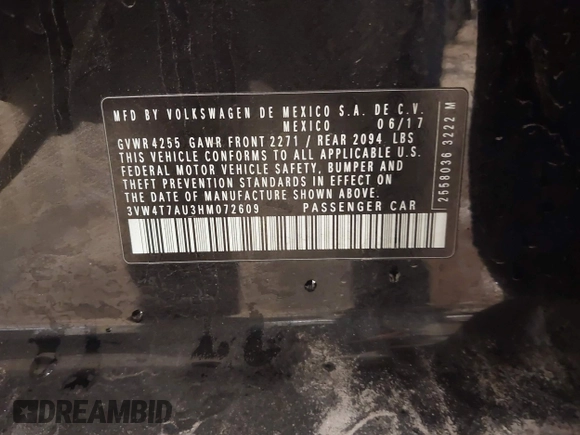 MFD BY VOLKSWAGEN DE MEXICO S.A. DE C.V.
MEXICO 06/17
GVWR 4255 GAWR FRONT 2271 / REAR 2094 LBS
THIS VEHICLE CONFORMS TO ALL APPLICABLE U.S.
FEDERAL MOTOR VEHICLE SAFETY, BUMPER AND
THEFT PREVENTION STANDARDS IN EFFECT ON
THE DATE OF MANUFACTURE SHOWN ABOVE.
3VW4T7AU3HM072609 PASSENGER CAR
2558036 3222 M
DREAMBID